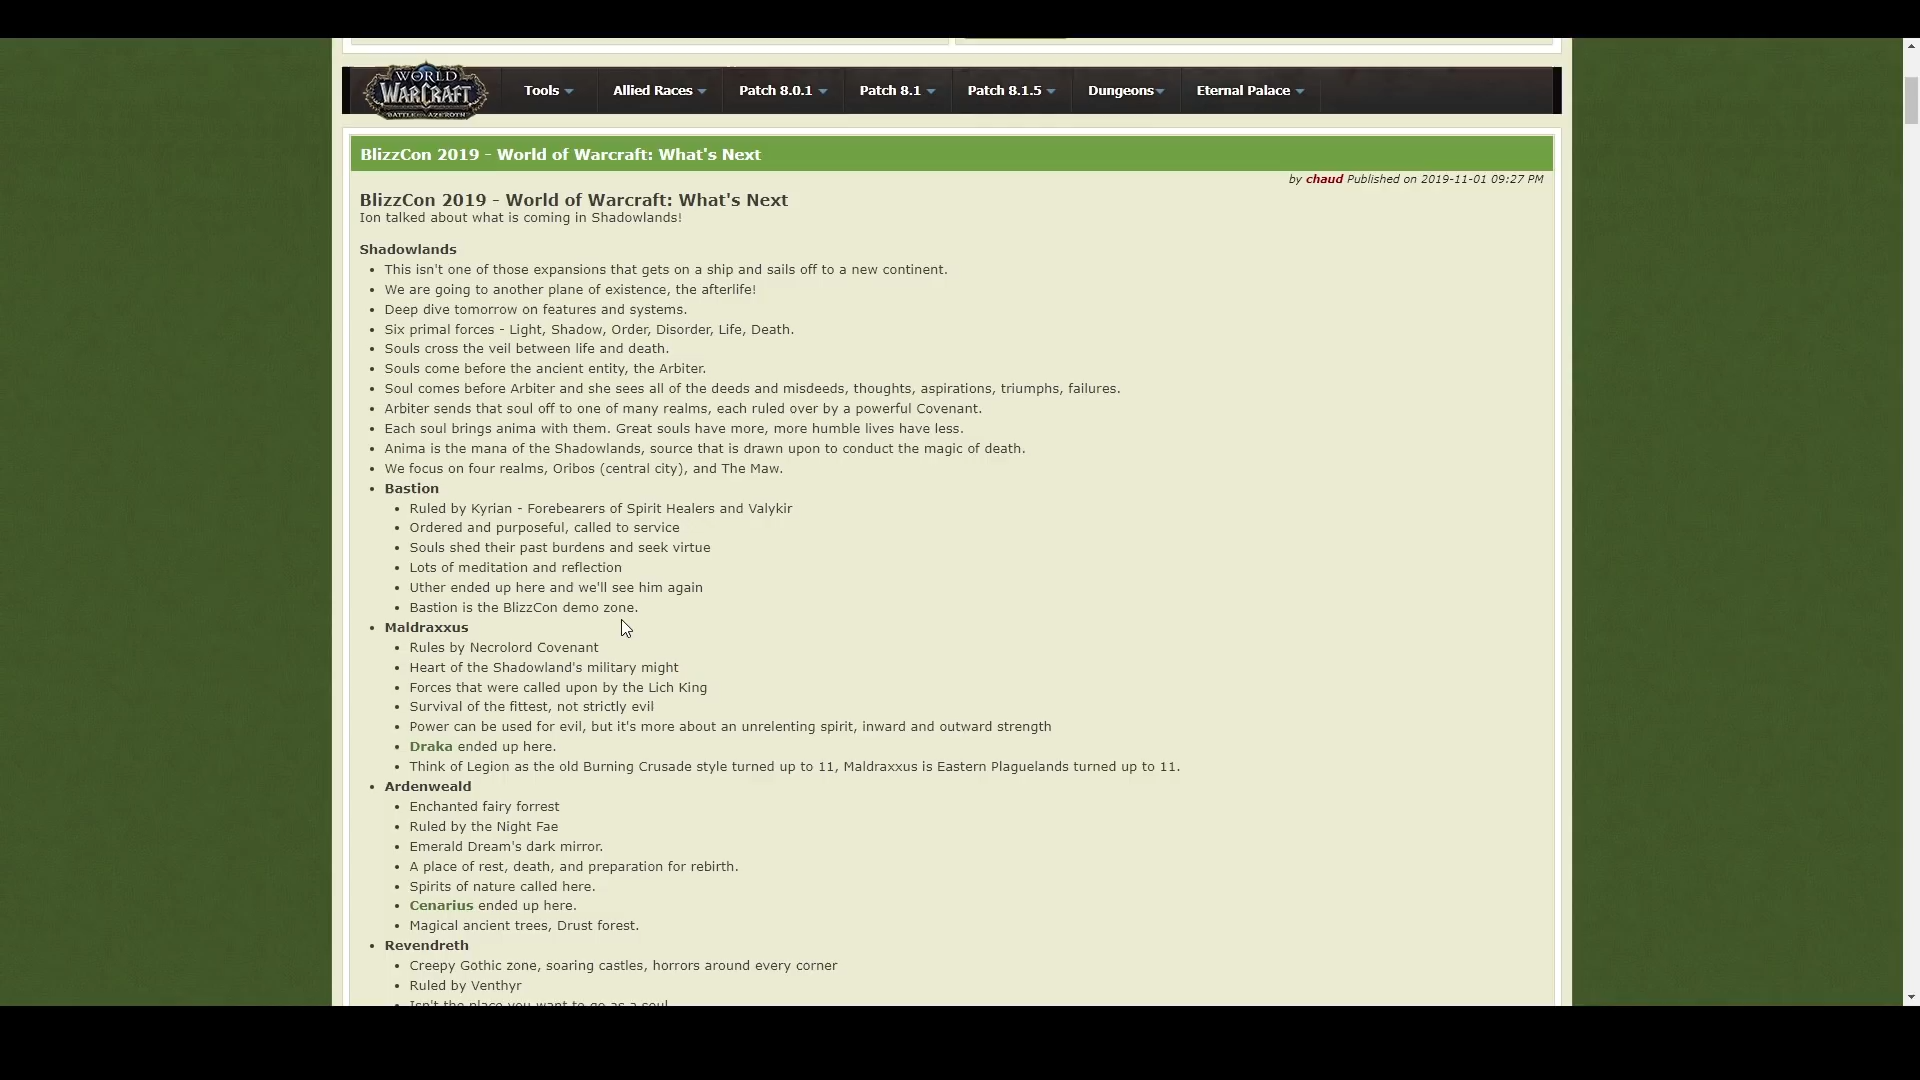 WORLD
OF
WARCRAFT
BATTLE FOR AZEROTH
Tools
Allied Races
Patch 8.0.1
Patch 8.1
Patch 8.1.5
Dungeons
Eternal Palace
BlizzCon 2019 - World of Warcraft: What's Next
by chaud Published on 2019-11-01 09:27 PM
BlizzCon 2019 - World of Warcraft: What's Next
Ion talked about what is coming in Shadowlands!
Shadowlands
• This isn't one of those expansions that gets on a ship and sails off to a new continent.
• We are going to another plane of existence, the afterlife!
• Deep dive tomorrow on features and systems.
• Six primal forces - Light, Shadow, Order, Disorder, Life, Death.
• Souls cross the veil between life and death.
• Souls come before the ancient entity, the Arbiter.
• Soul comes before Arbiter and she sees all of the deeds and misdeeds, thoughts, aspirations, triumphs, failures.
• Arbiter sends that soul off to one of many realms, each ruled over by a powerful Covenant.
• Each soul brings anima with them. Great souls have more, more humble lives have less.
• Anima is the mana of the Shadowlands, source that is drawn upon to conduct the magic of death.
• We focus on four realms, Oribos (central city), and The Maw.
• Bastion
• Ruled by Kyrian - Forebearers of Spirit Healers and Valykir
• Ordered and purposeful, called to service
• Souls shed their past burdens and seek virtue
• Lots of meditation and reflection
• Uther ended up here and we'll see him again
• Bastion is the BlizzCon demo zone.
• Maldraxxus
• Rules by Necrolord Covenant
• Heart of the Shadowland's military might
• Forces that were called upon by the Lich King
• Survival of the fittest, not strictly evil
• Power can be used for evil, but it's more about an unrelenting spirit, inward and outward strength
• Draka ended up here.
• Think of Legion as the old Burning Crusade style turned up to 11, Maldraxxus is Eastern Plaguelands turned up to 11.
• Ardenweald
• Enchanted fairy forrest
• Ruled by the Night Fae
• Emerald Dream's dark mirror.
• A place of rest, death, and preparation for rebirth.
• Spirits of nature called here.
• Cenarius ended up here.
• Magical ancient trees, Drust forest.
• Revendreth
• Creepy Gothic zone, soaring castles, horrors around every corner
• Ruled by Venthyr
• Isn't the place you want to go as a soul